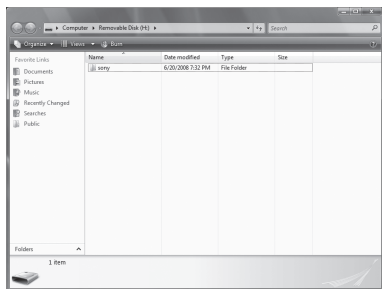 Computer ▸ Removable Disk (H:) ▸ Search
Organize Views Burn
Favorite Links
Documents
Pictures
Music
Recently Changed
Searches
Public
Folders
Name Date modified Type Size
sony 6/20/2008 7:32 PM File Folder
1 item